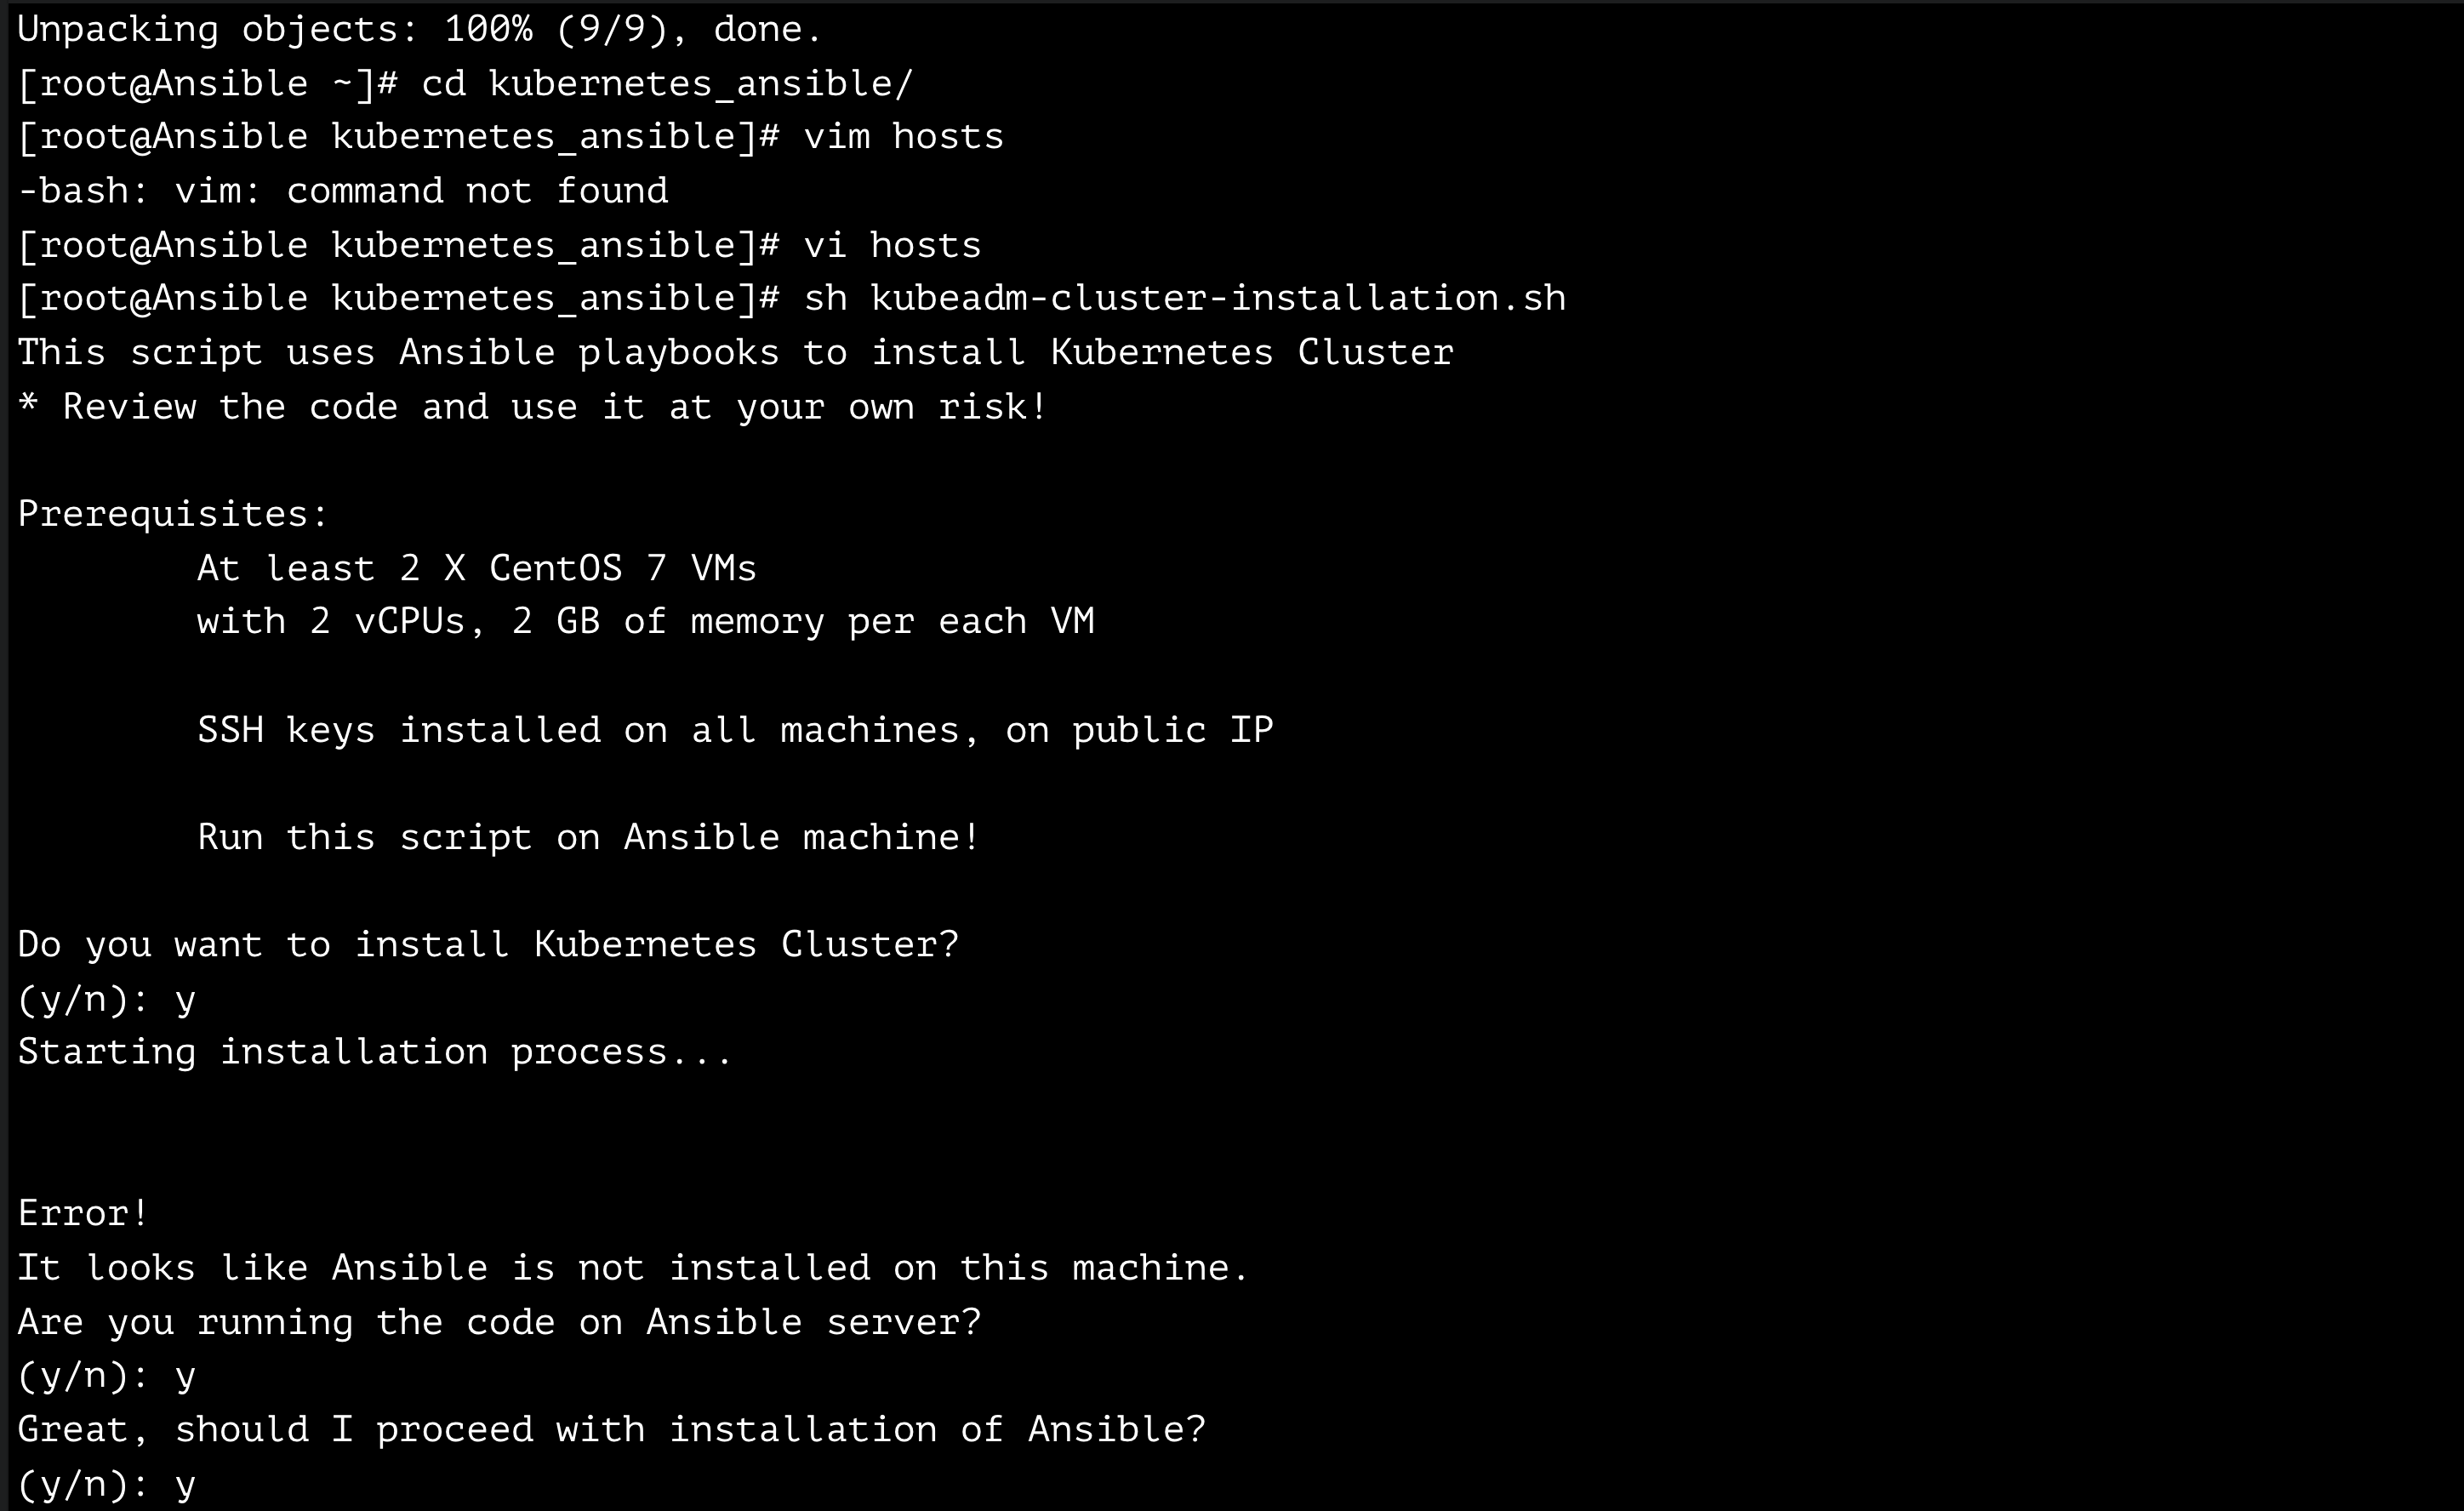 Unpacking objects: 100% (9/9), done.
[root@Ansible ~]# cd kubernetes_ansible/
[root@Ansible kubernetes_ansible]# vim hosts
-bash: vim: command not found
[root@Ansible kubernetes_ansible]# vi hosts
[root@Ansible kubernetes_ansible]# sh kubeadm-cluster-installation.sh
This script uses Ansible playbooks to install Kubernetes Cluster
* Review the code and use it at your own risk!
Prerequisites:
At least 2 X CentOS 7 VMs
with 2 vCPUs, 2 GB of memory per each VM
SSH keys installed on all machines, on public IP
Run this script on Ansible machine!
Do you want to install Kubernetes Cluster?
(y/n): y
Starting installation process...
Error!
It looks like Ansible is not installed on this machine.
Are you running the code on Ansible server?
(y/n): y
Great, should I proceed with installation of Ansible?
(y/n): y